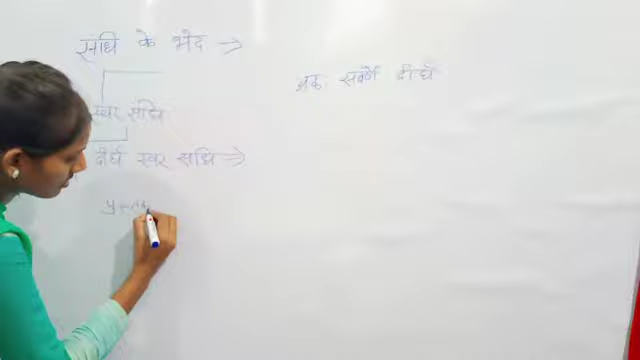 संधि के भेद →
अकः सवर्णे दीर्घः
स्वर संधि
दीर्घ स्वर संधि →